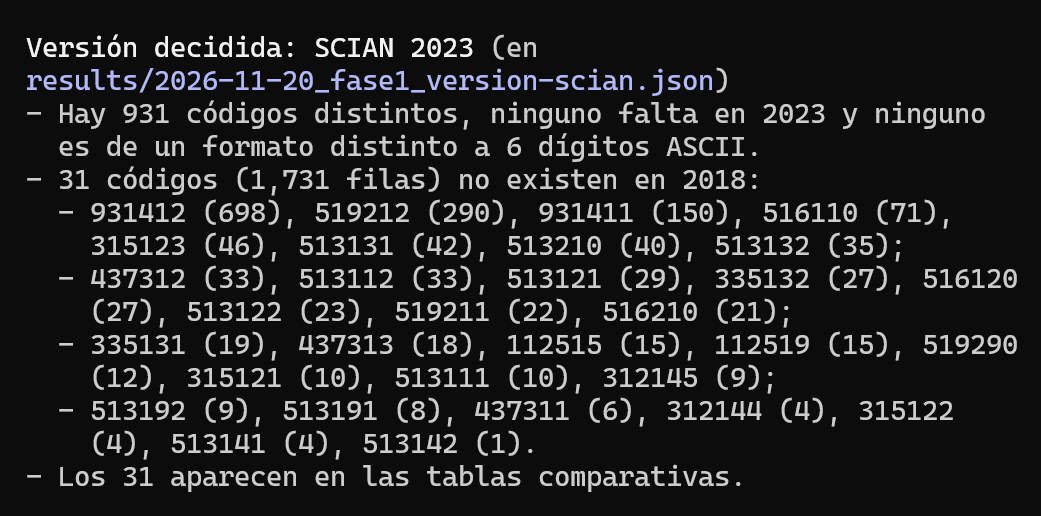 Versión decidida: SCIAN 2023 (en
results/2026-11-20_fase1_version-scian.json)
- Hay 931 códigos distintos, ninguno falta en 2023 y ninguno
es de un formato distinto a 6 dígitos ASCII.
- 31 códigos (1,731 filas) no existen en 2018:
- 931412 (698), 519212 (290), 931411 (150), 516110 (71),
315123 (46), 513131 (42), 513210 (40), 513132 (35);
- 437312 (33), 513112 (33), 513121 (29), 335132 (27), 516120
(27), 513122 (23), 519211 (22), 516210 (21);
- 335131 (19), 437313 (18), 112515 (15), 112519 (15), 519290
(12), 315121 (10), 513111 (10), 312145 (9);
- 513192 (9), 513191 (8), 437311 (6), 312144 (4), 315122
(4), 513141 (4), 513142 (1).
- Los 31 aparecen en las tablas comparativas.